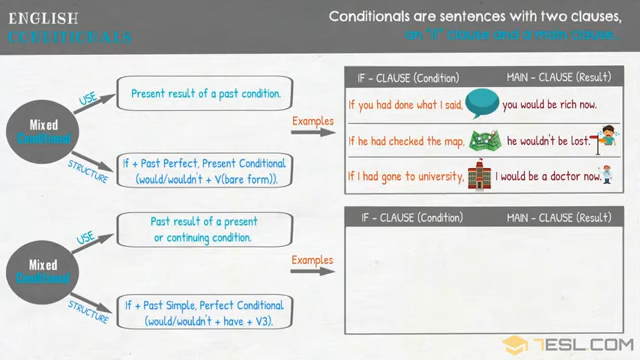 ENGLISH
CONDITIONALS
Conditionals are sentences with two clauses,
an "if" clause and a main clause.
Mixed
Conditional
USE
Present result of a past condition.
STRUCTURE
If + Past Perfect, Present Conditional
(would/wouldn't + V(bare form)).
Examples
IF - CLAUSE (Condition) MAIN - CLAUSE (Result)
If you had done what I said, you would be rich now.
If he had checked the map, he wouldn't be lost.
If I had gone to university, I would be a doctor now.
Mixed
Conditional
USE
Past result of a present
or continuing condition.
STRUCTURE
If + Past Simple, Perfect Conditional
(would/wouldn't + have + V3).
Examples
IF - CLAUSE (Condition) MAIN - CLAUSE (Result)
7ESL.COM